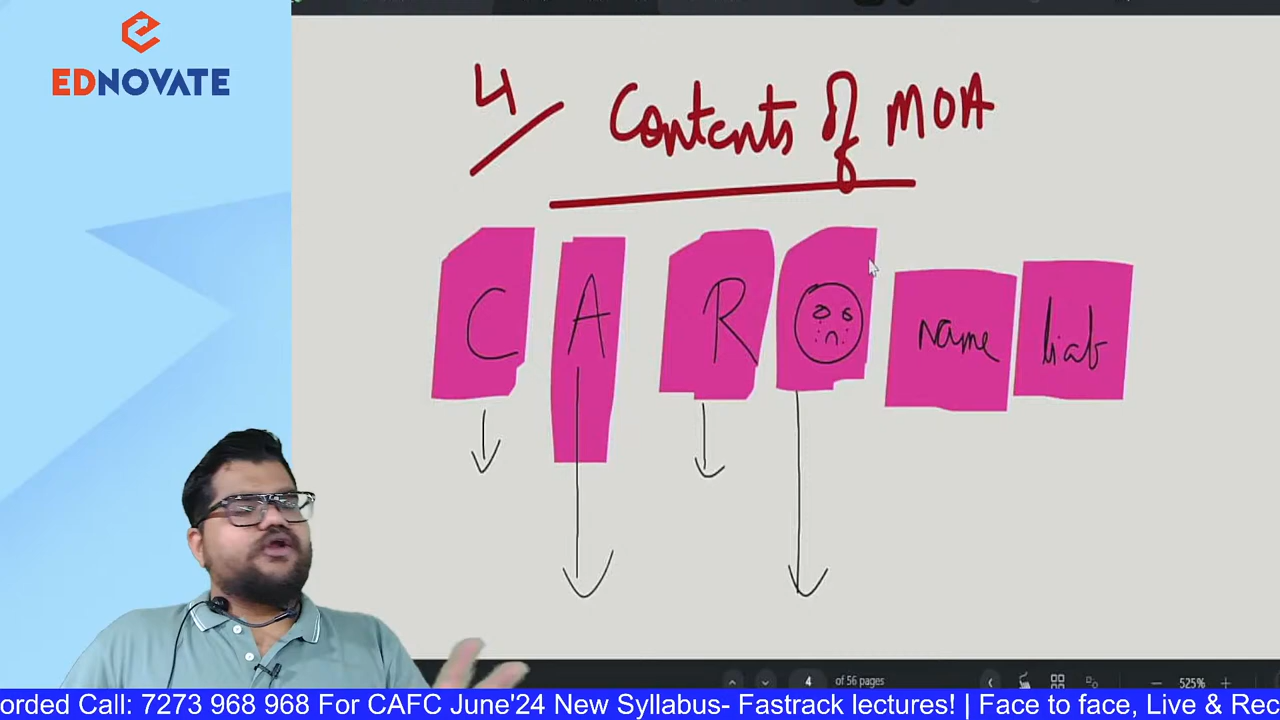 EDNOVATE
4/ Contents of MOA
C A R name liab
4 of 56 pages
525%
orded Call: 7273 968 968 For CAFC June'24 New Syllabus- Fastrack lectures! | Face to face, Live & Rec